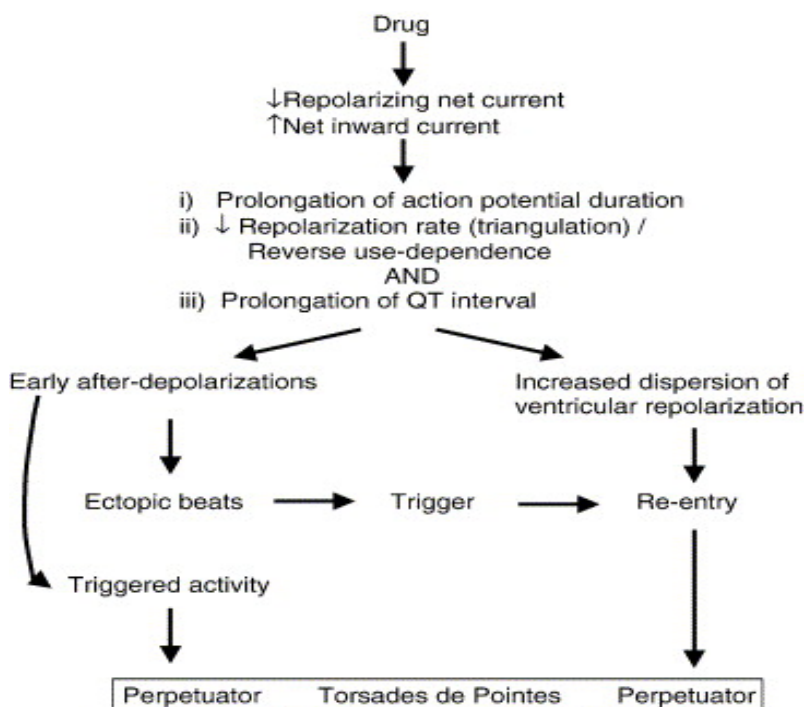 Drug
↓Repolarizing net current
↑Net inward current
i) Prolongation of action potential duration
ii) ↓ Repolarization rate (triangulation) /
Reverse use-dependence
AND
iii) Prolongation of QT interval
Early after-depolarizations
Increased dispersion of
ventricular repolarization
Ectopic beats
Trigger
Re-entry
Triggered activity
Perpetuator
Torsades de Pointes
Perpetuator